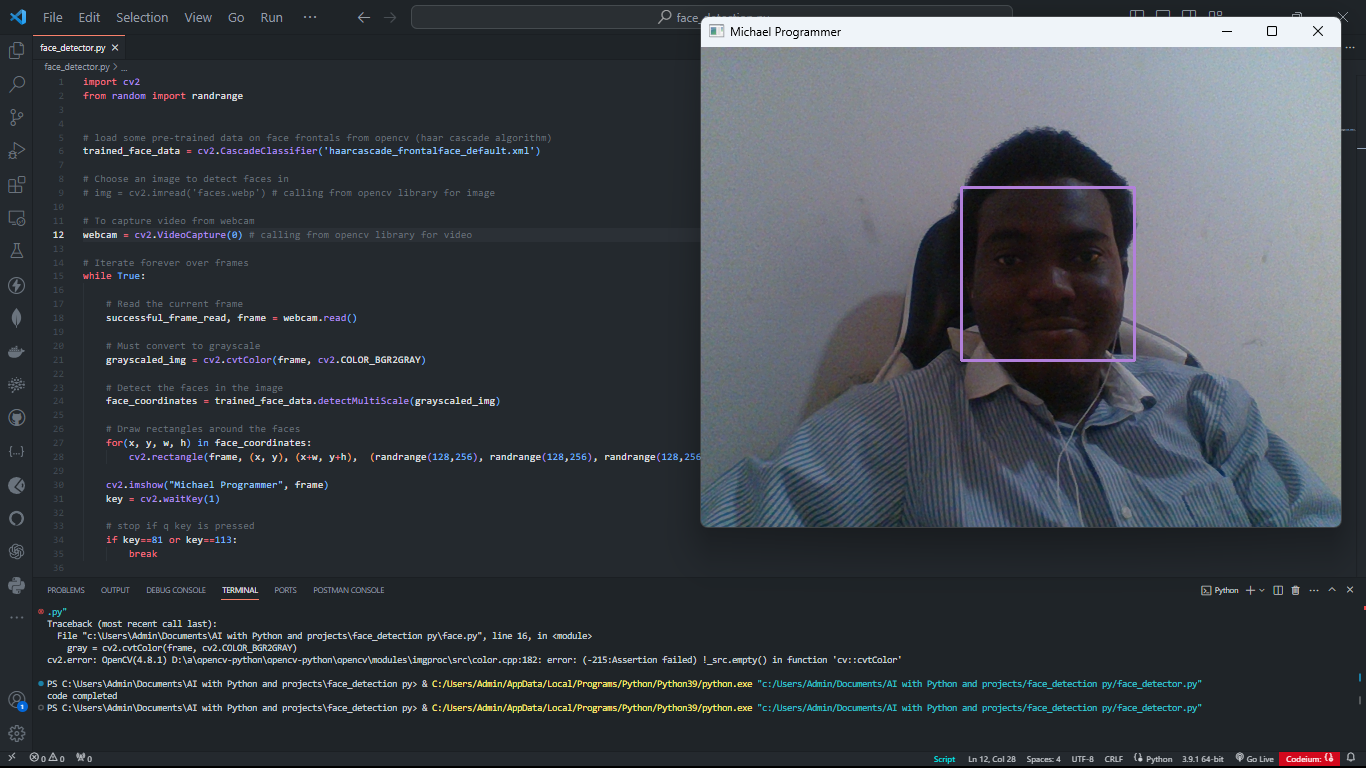 File Edit Selection View Go Run ···
face_detection py
Michael Programmer
face_detector.py
face_detector.py > ...
1 import cv2
2 from random import randrange
3
4
5 # load some pre-trained data on face frontals from opencv (haar cascade algorithm)
6 trained_face_data = cv2.CascadeClassifier('haarcascade_frontalface_default.xml')
7
8 # Choose an image to detect faces in
9 # img = cv2.imread('faces.webp') # calling from opencv library for image
10
11 # To capture video from webcam
12 webcam = cv2.VideoCapture(0) # calling from opencv library for video
13
14 # Iterate forever over frames
15 while True:
16
17 # Read the current frame
18 successful_frame_read, frame = webcam.read()
19
20 # Must convert to grayscale
21 grayscaled_img = cv2.cvtColor(frame, cv2.COLOR_BGR2GRAY)
22
23 # Detect the faces in the image
24 face_coordinates = trained_face_data.detectMultiScale(grayscaled_img)
25
26 # Draw rectangles around the faces
27 for(x, y, w, h) in face_coordinates:
28 cv2.rectangle(frame, (x, y), (x+w, y+h), (randrange(128,256), randrange(128,256), randrange(128,256
29
30 cv2.imshow("Michael Programmer", frame)
31 key = cv2.waitKey(1)
32
33 # stop if q key is pressed
34 if key==81 or key==113:
35 break
36
PROBLEMS OUTPUT DEBUG CONSOLE TERMINAL PORTS POSTMAN CONSOLE
Python
.py"
Traceback (most recent call last):
File "c:\Users\Admin\Documents\AI with Python and projects\face_detection py\face.py", line 16, in <module>
gray = cv2.cvtColor(frame, cv2.COLOR_BGR2GRAY)
cv2.error: OpenCV(4.8.1) D:\a\opencv-python\opencv-python\opencv\modules\imgproc\src\color.cpp:182: error: (-215:Assertion failed) !_src.empty() in function 'cv::cvtColor'
PS C:\Users\Admin\Documents\AI with Python and projects\face_detection py> & C:/Users/Admin/AppData/Local/Programs/Python/Python39/python.exe "c:/Users/Admin/Documents/AI with Python and projects/face_detection py/face_detector.py"
code completed
PS C:\Users\Admin\Documents\AI with Python and projects\face_detection py> & C:/Users/Admin/AppData/Local/Programs/Python/Python39/python.exe "c:/Users/Admin/Documents/AI with Python and projects/face_detection py/face_detector.py"
1
0 0 0 Script Ln 12, Col 28 Spaces: 4 UTF-8 CRLF Python 3.9.1 64-bit Go Live Codeium: {}